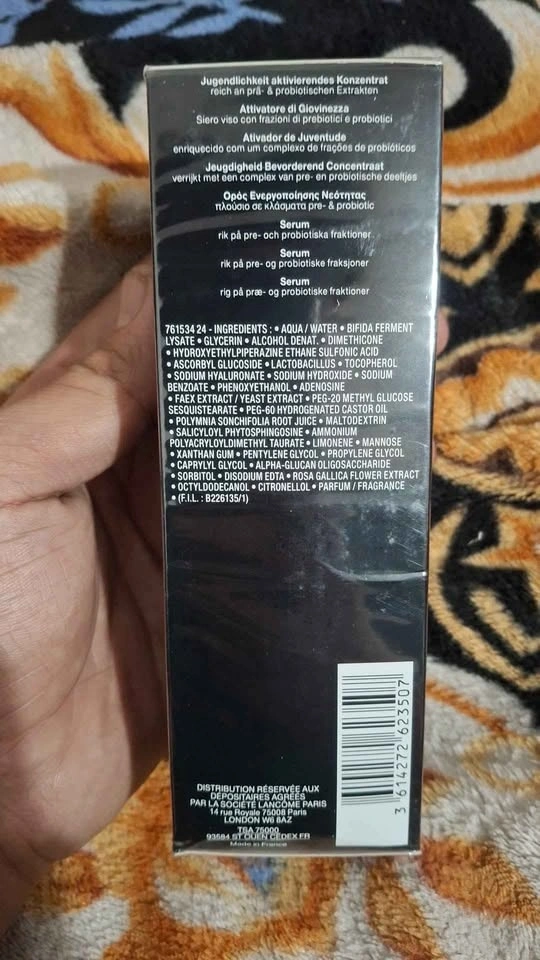 Jugendlichkeit aktivierendes Konzentrat
reich an prä- & probiotischen Extrakten
Attivatore di Giovinezza
Siero viso con frazioni di prebiotici e probiotici
Ativador de Juventude
enriquecido com um complexo de frações de probióticos
Jeugdigheid Bevorderend Concentraat
verrijkt met een complex van pre- en probiotische deeltjes
Ορός Ενεργοποίησης Νεότητας
πλούσιο σε κλάσματα pre- & probiotic
Serum
rik på pre- och probiotiska fraktioner
Serum
rik på pre- og probiotiske fraksjoner
Serum
rig på præ- og probiotiske fraktioner
761534 24 - INGREDIENTS : • AQUA / WATER • BIFIDA FERMENT
LYSATE • GLYCERIN • ALCOHOL DENAT. • DIMETHICONE
• HYDROXYETHYLPIPERAZINE ETHANE SULFONIC ACID
• ASCORBYL GLUCOSIDE • LACTOBACILLUS • TOCOPHEROL
• SODIUM HYALURONATE • SODIUM HYDROXIDE • SODIUM
BENZOATE • PHENOXYETHANOL • ADENOSINE
• FAEX EXTRACT / YEAST EXTRACT • PEG-20 METHYL GLUCOSE
SESQUISTEARATE • PEG-60 HYDROGENATED CASTOR OIL
• POLYMNIA SONCHIFOLIA ROOT JUICE • MALTODEXTRIN
• SALICYLOYL PHYTOSPHINGOSINE • AMMONIUM
POLYACRYLOYLDIMETHYL TAURATE • LIMONENE • MANNOSE
• XANTHAN GUM • PENTYLENE GLYCOL • PROPYLENE GLYCOL
• CAPRYLYL GLYCOL • ALPHA-GLUCAN OLIGOSACCHARIDE
• SORBITOL • DISODIUM EDTA • ROSA GALLICA FLOWER EXTRACT
• OCTYLDODECANOL • CITRONELLOL • PARFUM / FRAGRANCE
• (F.I.L. : B226135/1)
3 614272 623507
DISTRIBUTION RÉSERVÉE AUX
DÉPOSITAIRES AGRÉÉS
PAR LA SOCIÉTÉ LANCÔME PARIS
14 rue Royale 75008 Paris
LONDON W6 8AZ
TSA 75000
93584 ST OUEN CEDEX FR
Made in France